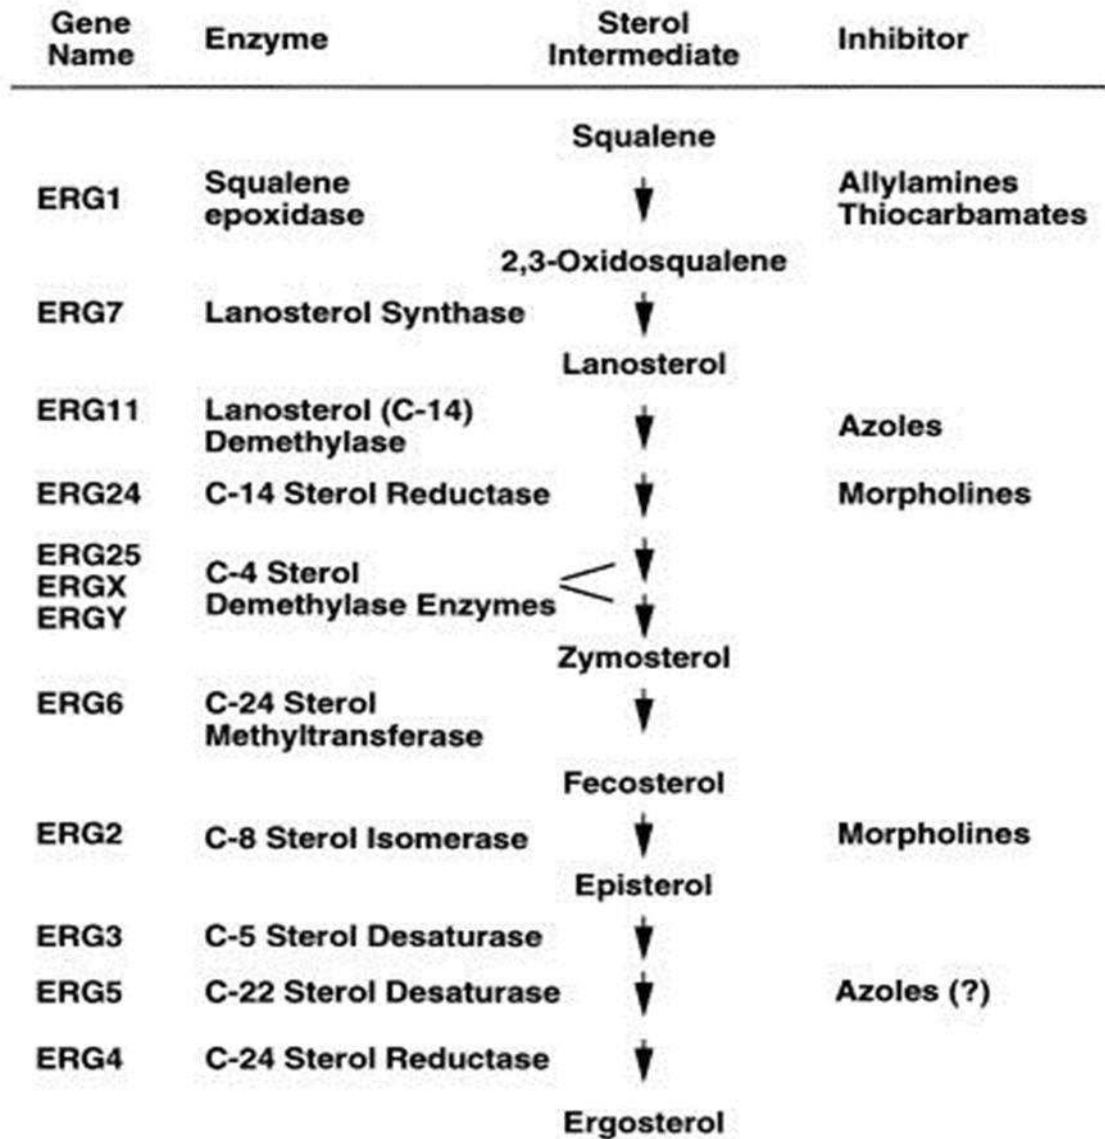 Gene Name
Enzyme
Sterol Intermediate
Inhibitor
Squalene
ERG1
Squalene epoxidase
Allylamines
Thiocarbamates
2,3-Oxidosqualene
ERG7
Lanosterol Synthase
Lanosterol
ERG11
Lanosterol (C-14) Demethylase
Azoles
ERG24
C-14 Sterol Reductase
Morpholines
ERG25
ERGX
ERGY
C-4 Sterol
Demethylase Enzymes
Zymosterol
ERG6
C-24 Sterol
Methyltransferase
Fecosterol
ERG2
C-8 Sterol Isomerase
Morpholines
Episterol
ERG3
C-5 Sterol Desaturase
ERG5
C-22 Sterol Desaturase
Azoles (?)
ERG4
C-24 Sterol Reductase
Ergosterol